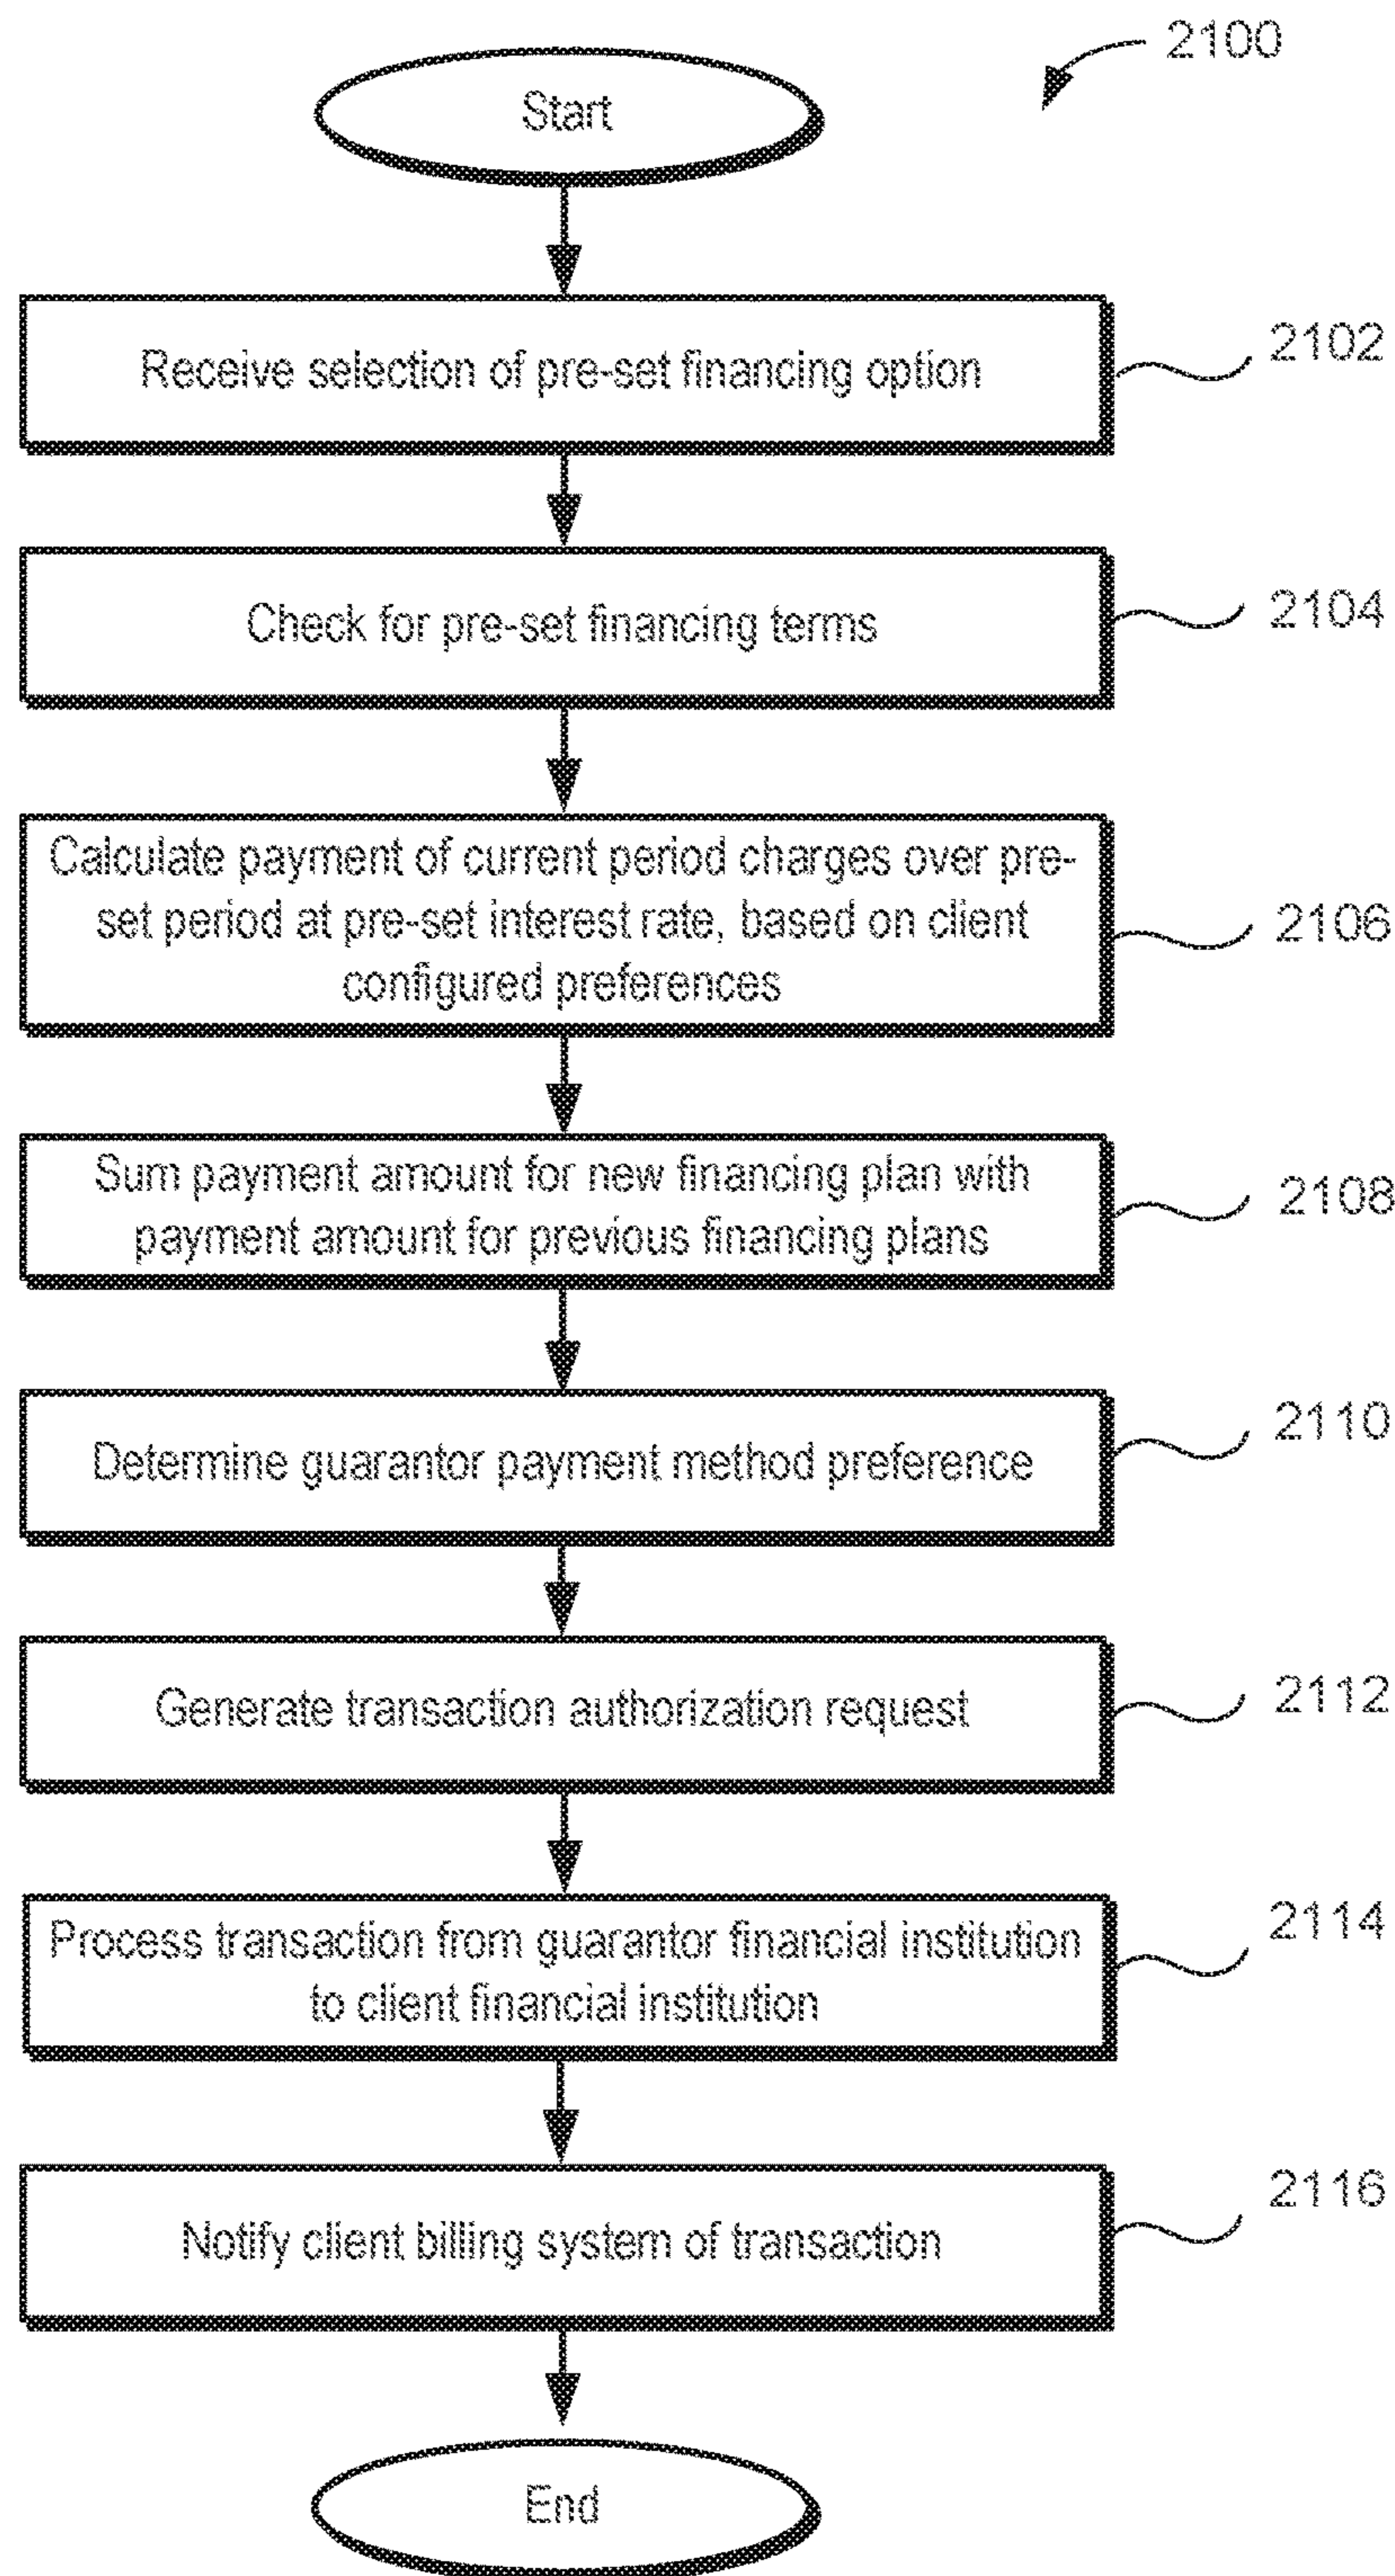 2100
Start
Receive selection of pre-set financing option
2102
Check for pre-set financing terms
2104
Calculate payment of current period charges over pre-
set period at pre-set interest rate, based on client
configured preferences
2106
Sum payment amount for new financing plan with
payment amount for previous financing plans
2108
Determine guarantor payment method preference
2110
Generate transaction authorization request
2112
Process transaction from guarantor financial institution
to client financial institution
2114
Notify client billing system of transaction
2116
End